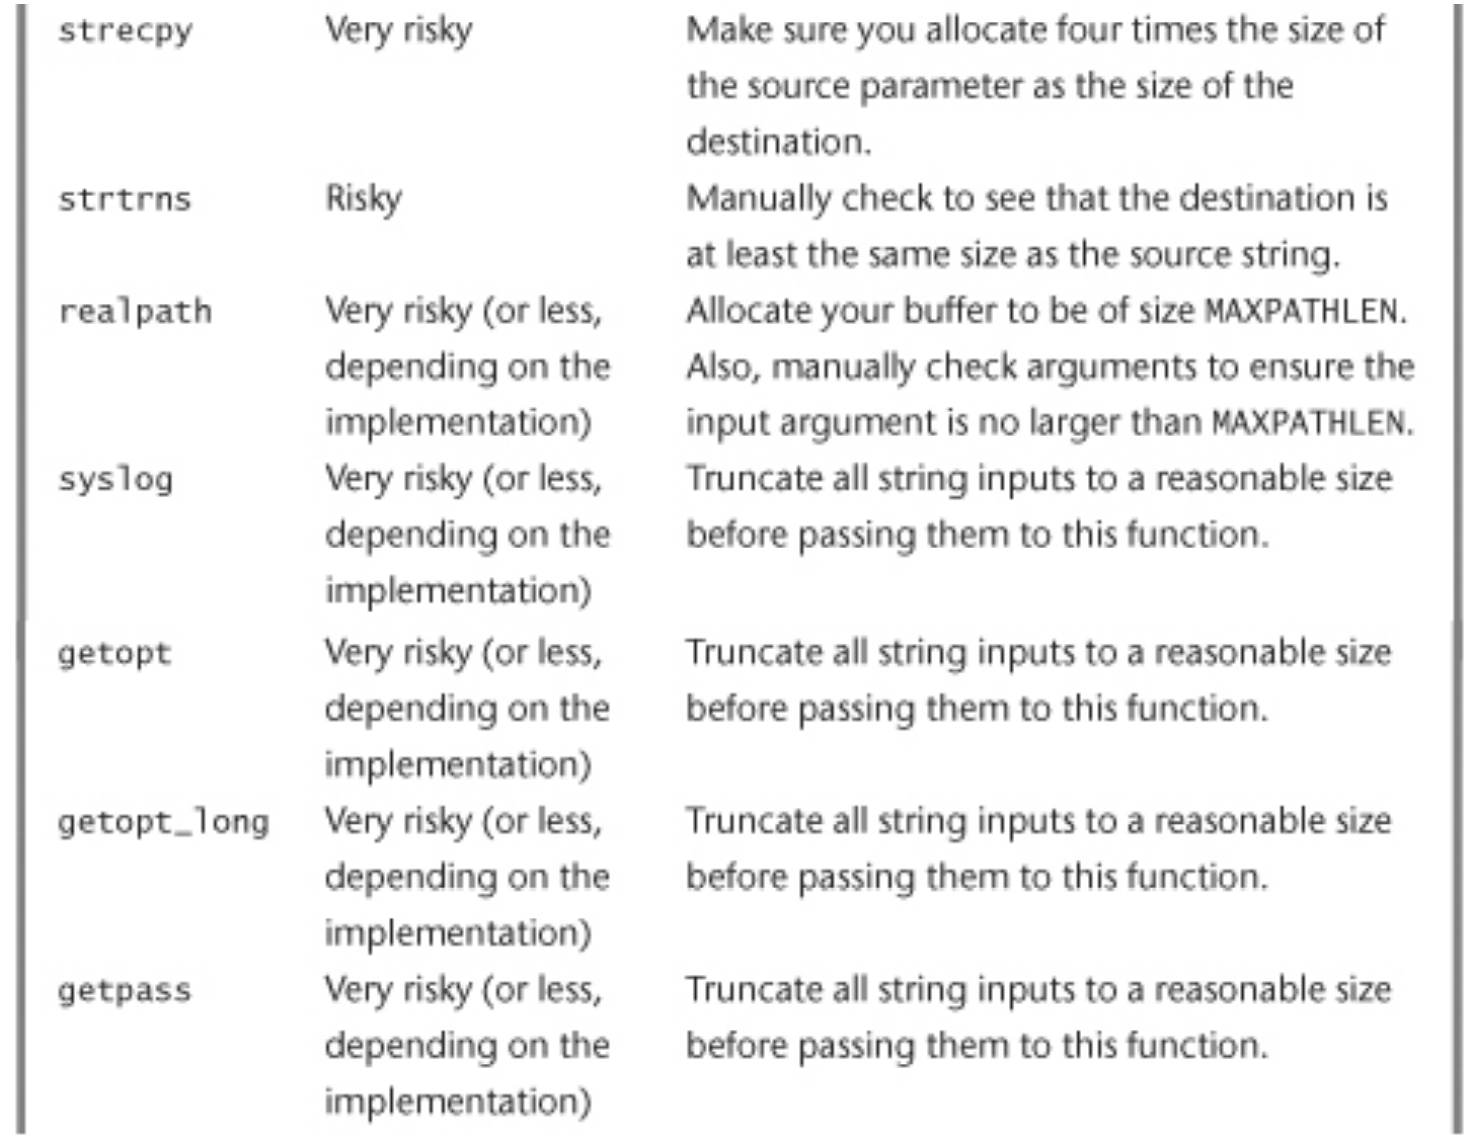 strecpy Very risky Make sure you allocate four times the size of
the source parameter as the size of the
destination.
strtrns Risky Manually check to see that the destination is
at least the same size as the source string.
realpath Very risky (or less, Allocate your buffer to be of size MAXPATHLEN.
depending on the Also, manually check arguments to ensure the
implementation) input argument is no larger than MAXPATHLEN.
syslog Very risky (or less, Truncate all string inputs to a reasonable size
depending on the before passing them to this function.
implementation)
getopt Very risky (or less, Truncate all string inputs to a reasonable size
depending on the before passing them to this function.
implementation)
getopt_long Very risky (or less, Truncate all string inputs to a reasonable size
depending on the before passing them to this function.
implementation)
getpass Very risky (or less, Truncate all string inputs to a reasonable size
depending on the before passing them to this function.
implementation)